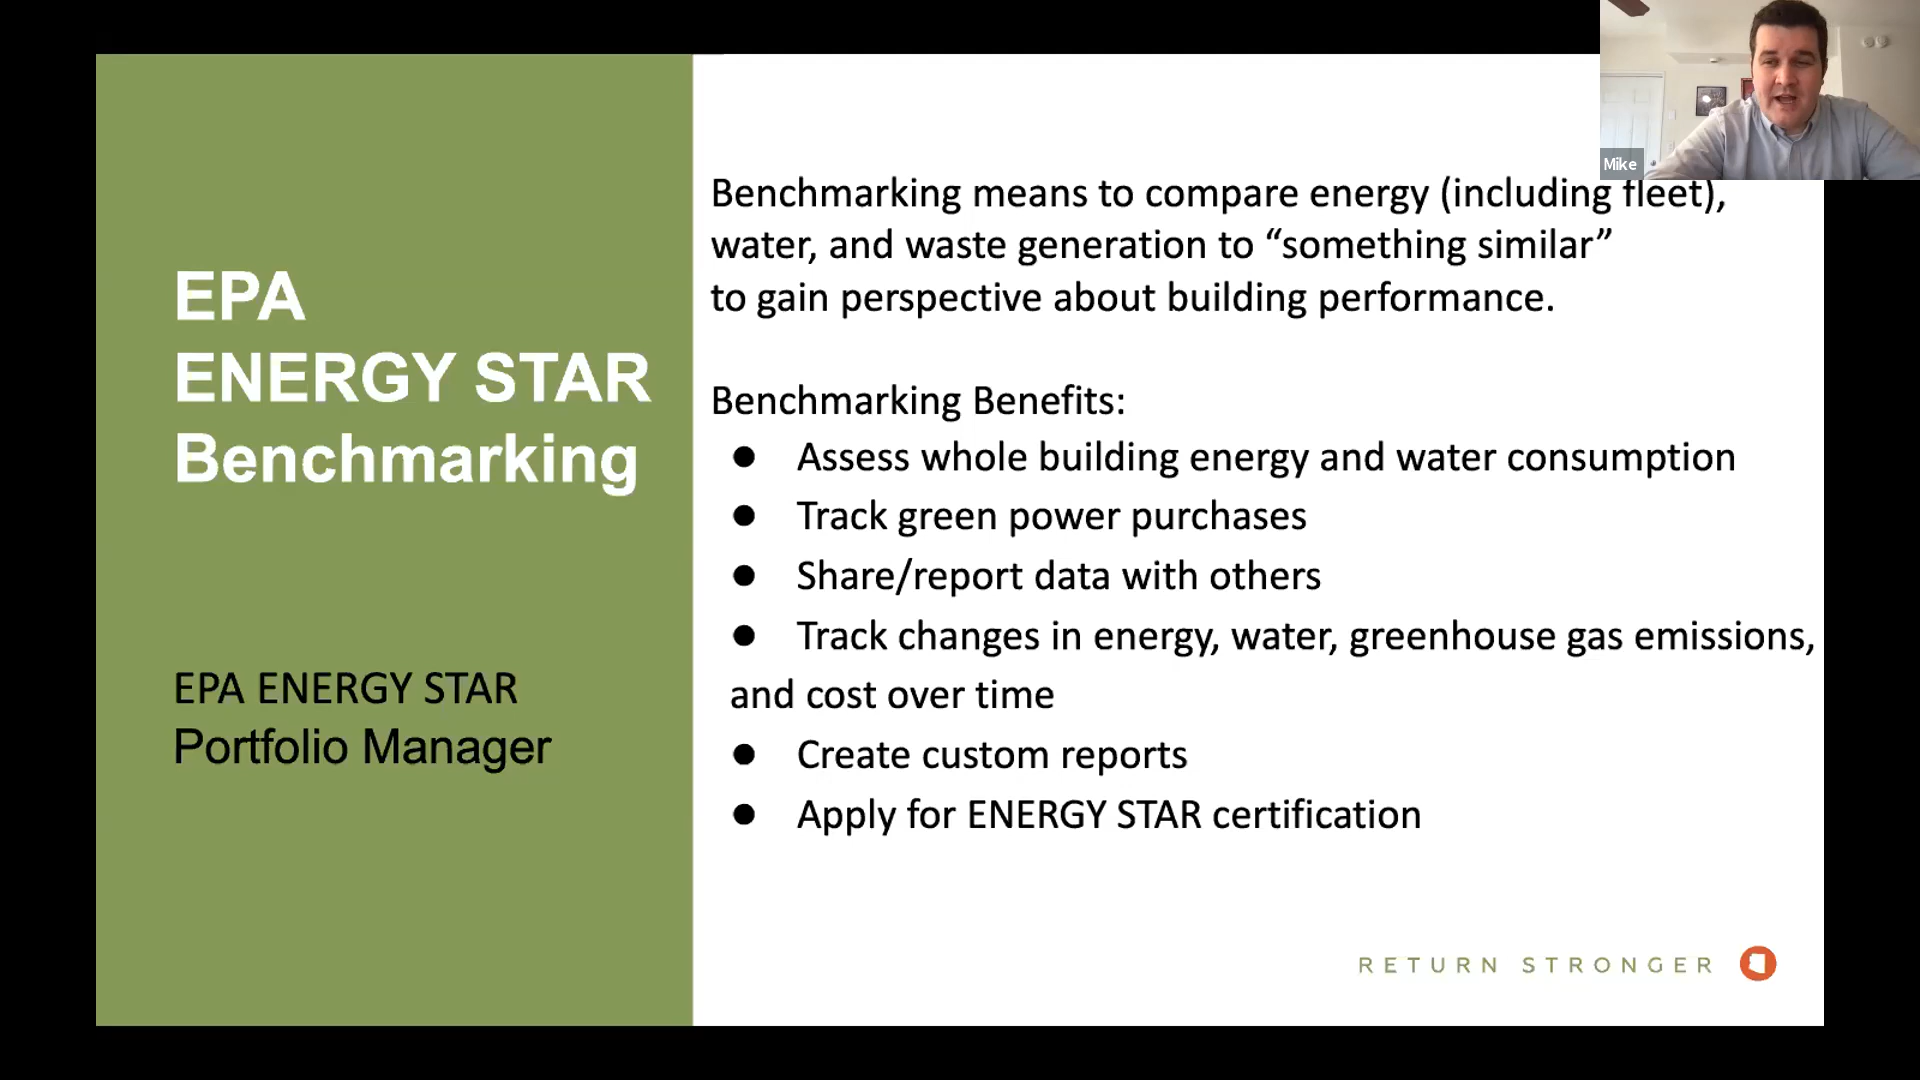 EPA
ENERGY STAR
Benchmarking
EPA ENERGY STAR
Portfolio Manager
Mike
Benchmarking means to compare energy (including fleet),
water, and waste generation to “something similar”
to gain perspective about building performance.
Benchmarking Benefits:
● Assess whole building energy and water consumption
● Track green power purchases
● Share/report data with others
● Track changes in energy, water, greenhouse gas emissions,
and cost over time
● Create custom reports
● Apply for ENERGY STAR certification
RETURN STRONGER